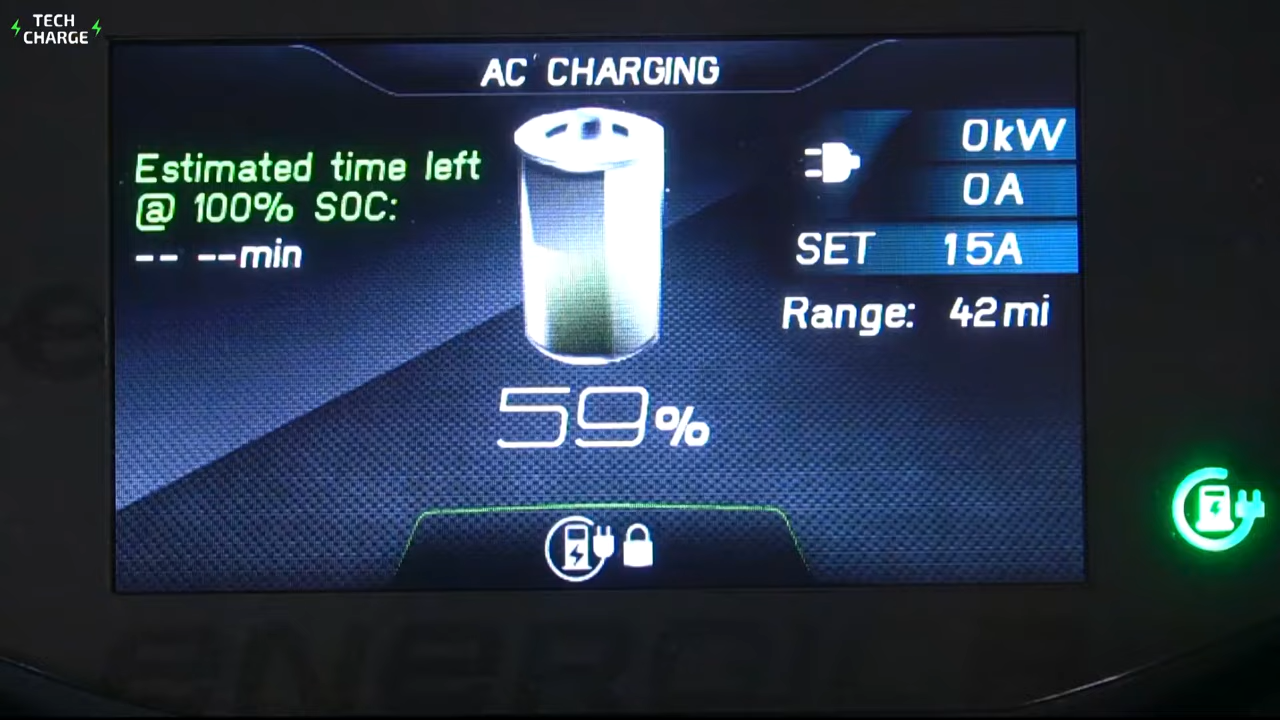 TECH
CHARGE
AC CHARGING
Estimated time left
@ 100% SOC:
-- --min
0kW
0A
SET 15A
Range: 42mi
59%